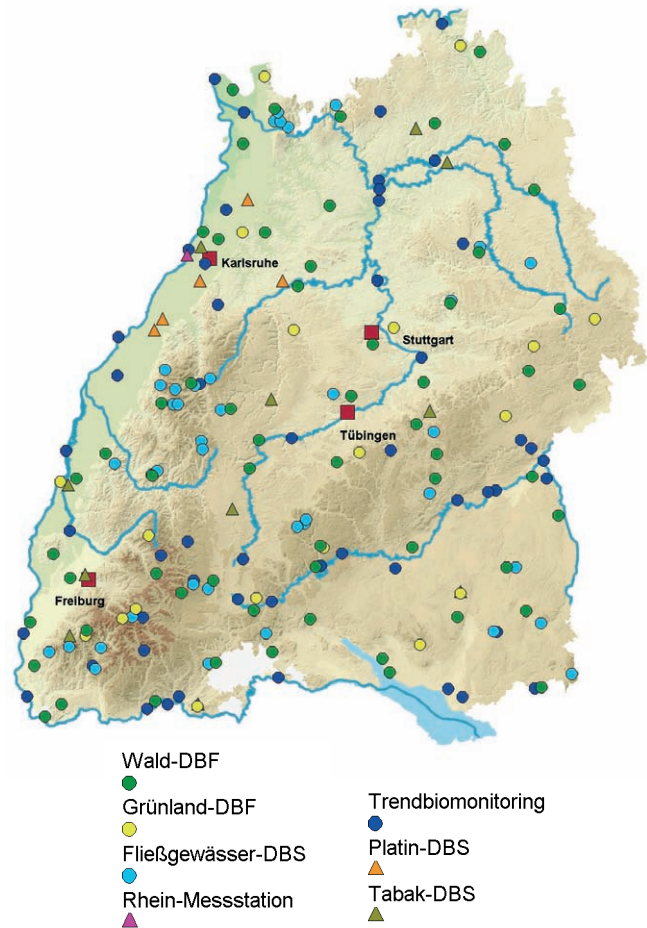 Karlsruhe
Stuttgart
Tübingen
Freiburg
Wald-DBF
Grünland-DBF
Fließgewässer-DBS
Rhein-Messstation
Trendbiomonitoring
Platin-DBS
Tabak-DBS